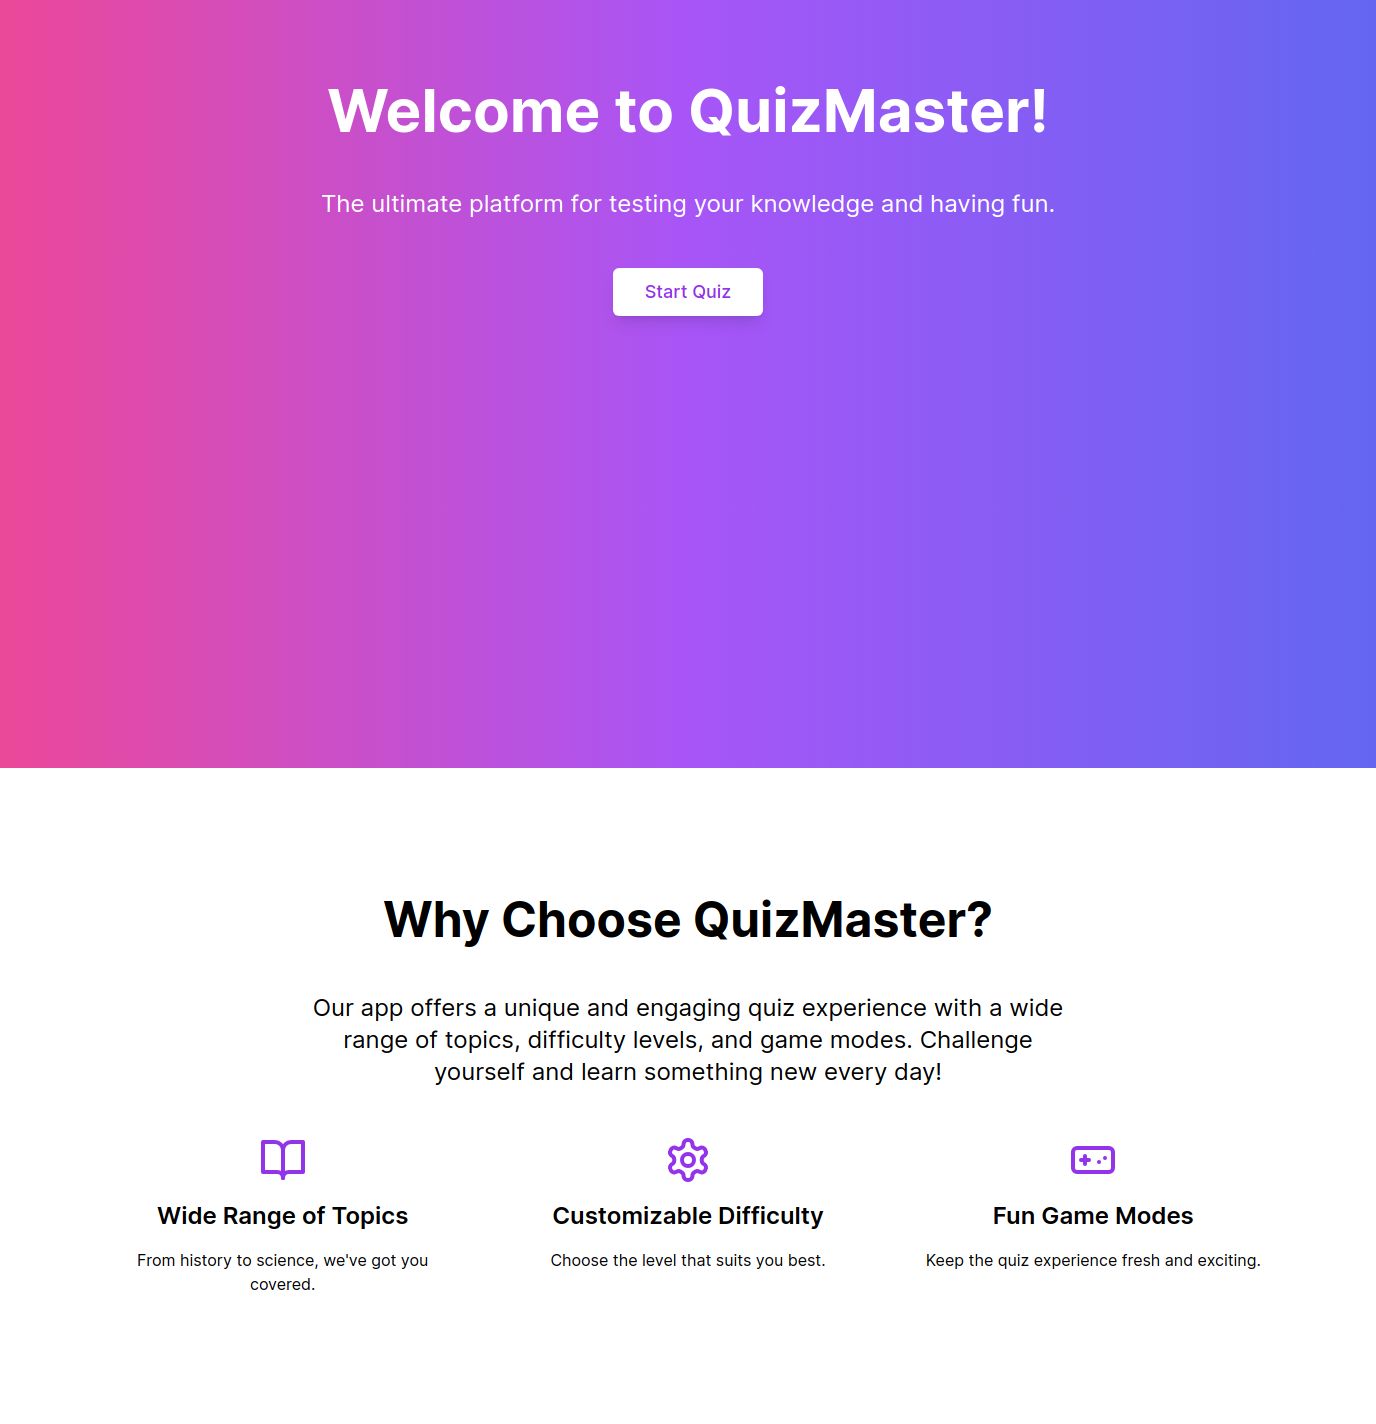 Welcome to QuizMaster!
The ultimate platform for testing your knowledge and having fun.
Start Quiz
Why Choose QuizMaster?
Our app offers a unique and engaging quiz experience with a wide
range of topics, difficulty levels, and game modes. Challenge
yourself and learn something new every day!
Wide Range of Topics
From history to science, we've got you
covered.
Customizable Difficulty
Choose the level that suits you best.
Fun Game Modes
Keep the quiz experience fresh and exciting.